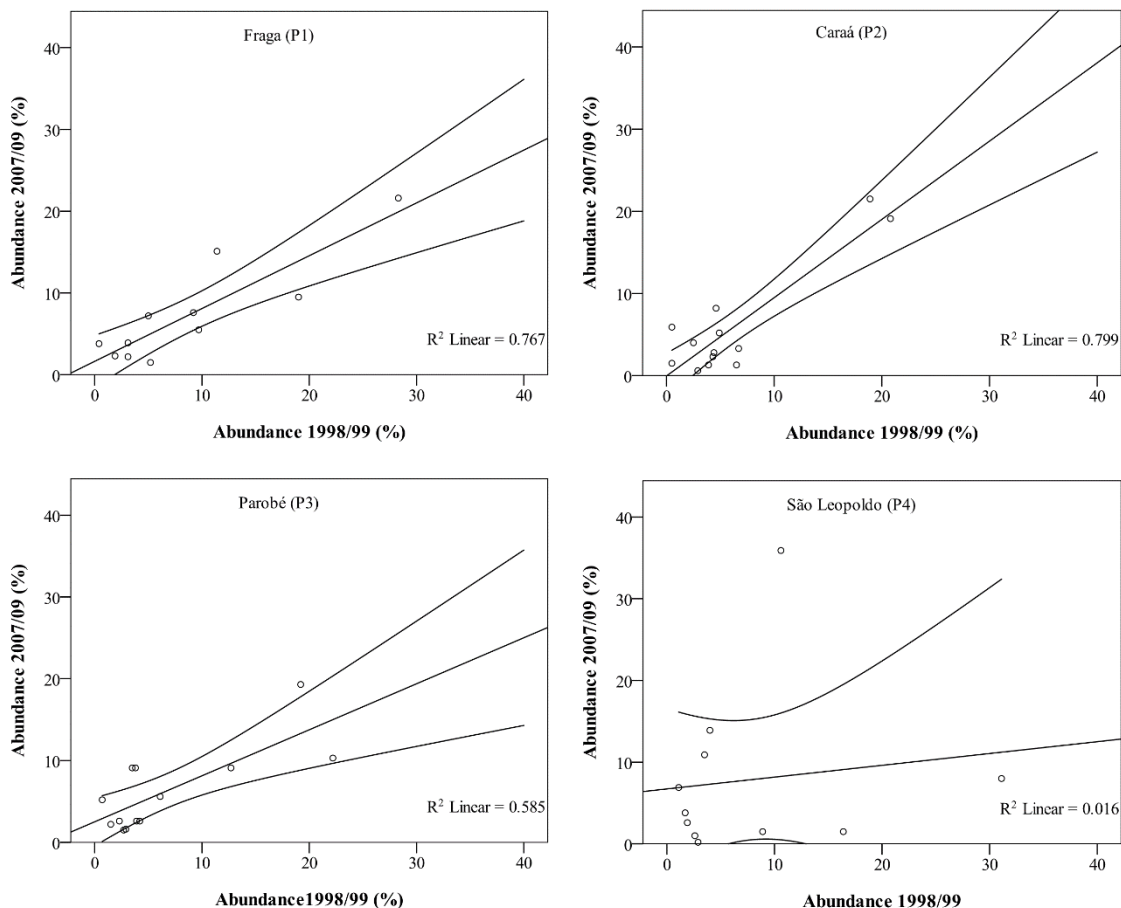 Fraga (P1)
Abundance 2007/09 (%)
40
30
20
10
0
R² Linear = 0.767
0 10 20 30 40
Abundance 1998/99 (%)
Caraá (P2)
Abundance 2007/09 (%)
40
30
20
10
0
R² Linear = 0.799
0 10 20 30 40
Abundance 1998/99 (%)
Parobé (P3)
Abundance 2007/09 (%)
40
30
20
10
0
R² Linear = 0.585
0 10 20 30 40
Abundance1998/99 (%)
São Leopoldo (P4)
Abundance 2007/09 (%)
40
30
20
10
0
R² Linear = 0.016
0 10 20 30 40
Abundance 1998/99